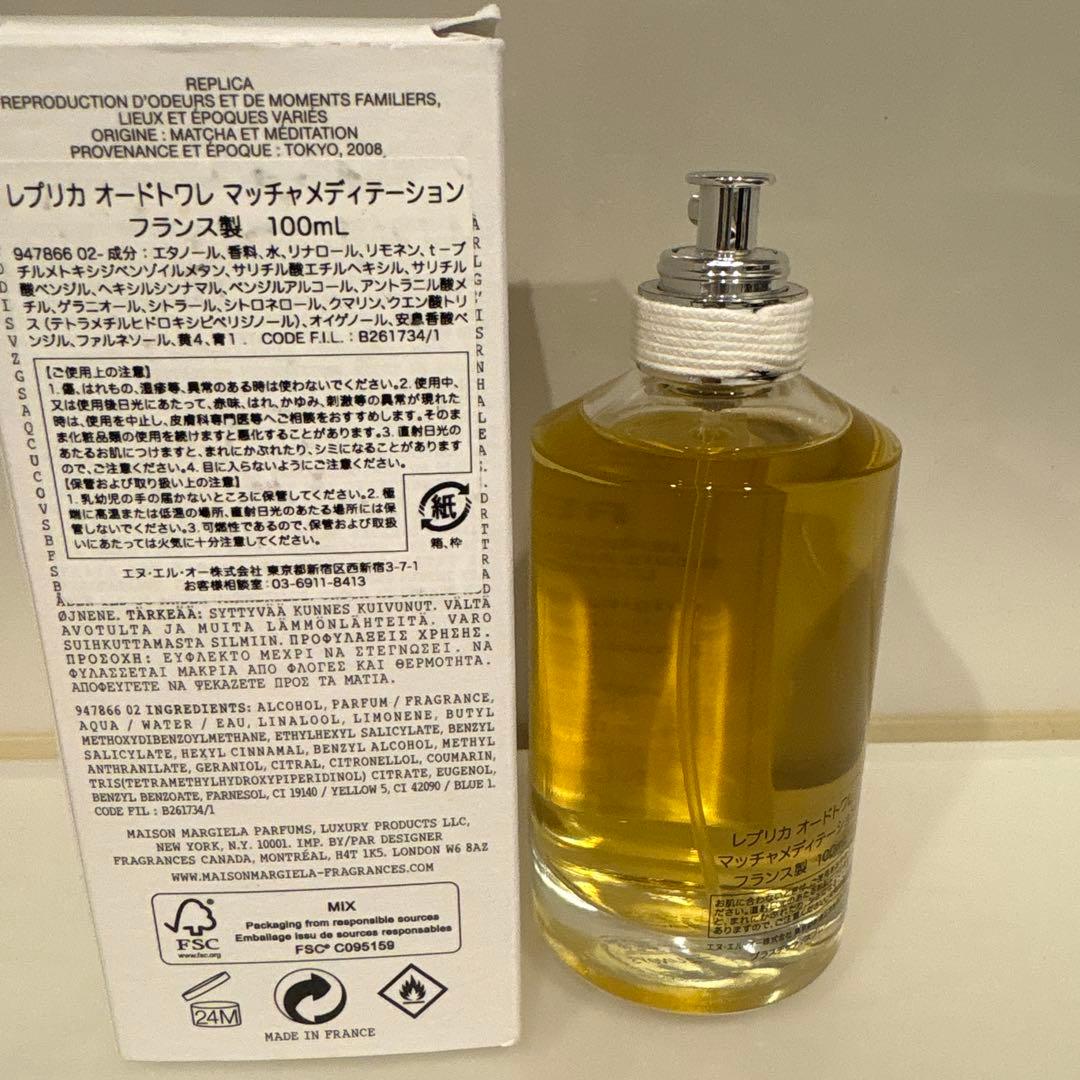 REPLICA
REPRODUCTION D'ODEURS ET DE MOMENTS FAMILIERS,
LIEUX ET ÉPOQUES VARIÉS
ORIGINE : MATCHA ET MÉDITATION
PROVENANCE ET ÉPOQUE : TOKYO, 2008
レプリカ オードトワレ マッチャメディテーション
フランス製 100mL
947866 02- 成分：エタノール、香料、水、リナロール、リモネン、t-ブ
チルメトキシジベンゾイルメタン、サリチル酸エチルヘキシル、サリチル
酸ベンジル、ヘキシルシンナマル、ベンジルアルコール、アントラニル酸メ
チル、ゲラニオール、シトラール、シトロネロール、クマリン、クエン酸トリ
ス（テトラメチルヒドロキシピペリジノール）、オイゲノール、安息香酸ベ
ンジル、ファルネソール、黄4、青1． CODE F.I.L. : B261734/1
【ご使用上の注意】
1. 傷、はれもの、湿疹等、異常のある時は使わないでください。2. 使用中、
又は使用後日光にあたって、赤味、はれ、かゆみ、刺激等の異常が現れた
時は、使用を中止し、皮膚科専門医等へご相談をおすすめします。そのま
ま化粧品類の使用を続けますと悪化することがあります。3. 直射日光の
あたるお肌につけますと、まれにかぶれたり、シミになることがあります
ので、ご注意ください。4. 目に入らないようにご注意ください。
【保管および取り扱い上の注意】
1. 乳幼児の手の届かないところに保管してください。2. 極
端に高温または低温の場所、直射日光のあたる場所には保
管しないでください。3. 可燃性であるので、保管および取扱
いにあたっては火気に十分注意してください。
紙
箱、枠
エヌ・エル・オー株式会社 東京都新宿区西新宿3-7-1
お客様相談室：03-6911-8413
ØJNENE. TÄRKEÄÄ: SYTTYVÄÄ KUNNES KUIVUNUT. VÄLTÄ
AVOTULTA JA MUITA LÄMMÖNLÄHTEITÄ. VARO
SUIHKUTTAMASTA SILMIIN. ΠΡΟΦΥΛΑΞΕΙΣ ΧΡΗΣΗΣ.
ΠΡΟΣΟΧΗ: ΕΥΦΛΕΚΤΟ ΜΕΧΡΙ ΝΑ ΣΤΕΓΝΩΣΕΙ. ΝΑ
ΦΥΛΑΣΣΕΤΑΙ ΜΑΚΡΙΑ ΑΠΟ ΦΛΟΓΕΣ ΚΑΙ ΘΕΡΜΟΤΗΤΑ.
ΑΠΟΦΕΥΓΕΤΕ ΝΑ ΨΕΚΑΖΕΤΕ ΠΡΟΣ ΤΑ ΜΑΤΙΑ.
947866 02 INGREDIENTS: ALCOHOL, PARFUM / FRAGRANCE,
AQUA / WATER / EAU, LINALOOL, LIMONENE, BUTYL
METHOXYDIBENZOYLMETHANE, ETHYLHEXYL SALICYLATE, BENZYL
SALICYLATE, HEXYL CINNAMAL, BENZYL ALCOHOL, METHYL
ANTHRANILATE, GERANIOL, CITRAL, CITRONELLOL, COUMARIN,
TRIS(TETRAMETHYLHYDROXYPIPERIDINOL) CITRATE, EUGENOL,
BENZYL BENZOATE, FARNESOL, CI 19140 / YELLOW 5, CI 42090 / BLUE 1.
CODE FIL : B261734/1
MAISON MARGIELA PARFUMS, LUXURY PRODUCTS LLC,
NEW YORK, N.Y. 10001. IMP. BY/PAR DESIGNER
FRAGRANCES CANADA, MONTRÉAL, H4T 1K5. LONDON W6 8AZ
WWW.MAISONMARGIELA-FRAGRANCES.COM
FSC
www.fsc.org
MIX
Packaging from responsible sources
Emballage issu de sources responsables
FSC® C095159
24M
MADE IN FRANCE
レプリカ オードトワレ
マッチャメディテーション
フランス製 100m